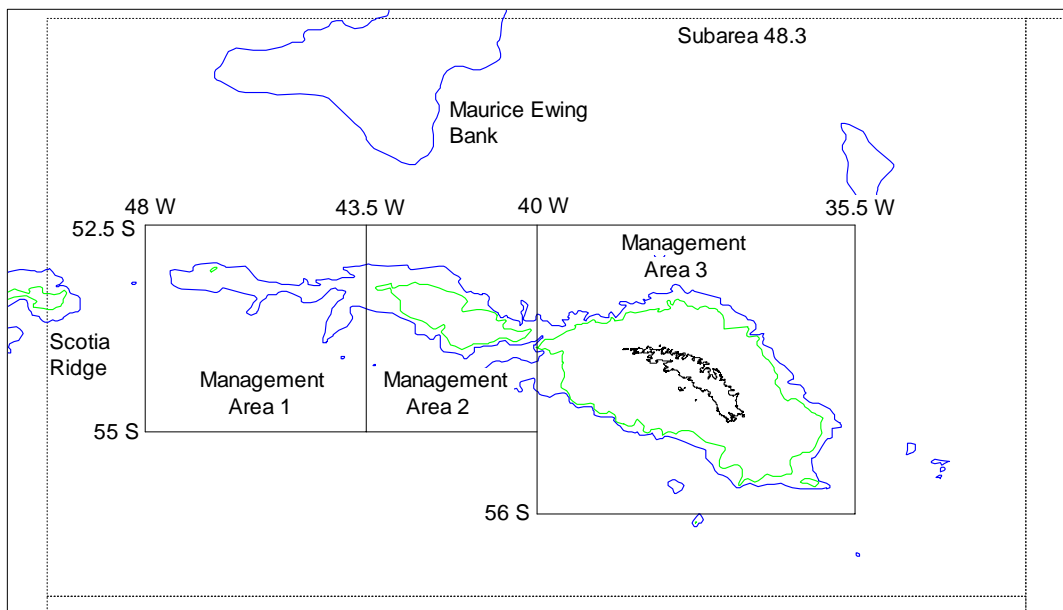 Subarea 48.3
Maurice Ewing
Bank
48 W
43.5 W
40 W
35.5 W
52.5 S
Management
Area 3
Scotia
Ridge
Management
Area 1
Management
Area 2
55 S
56 S